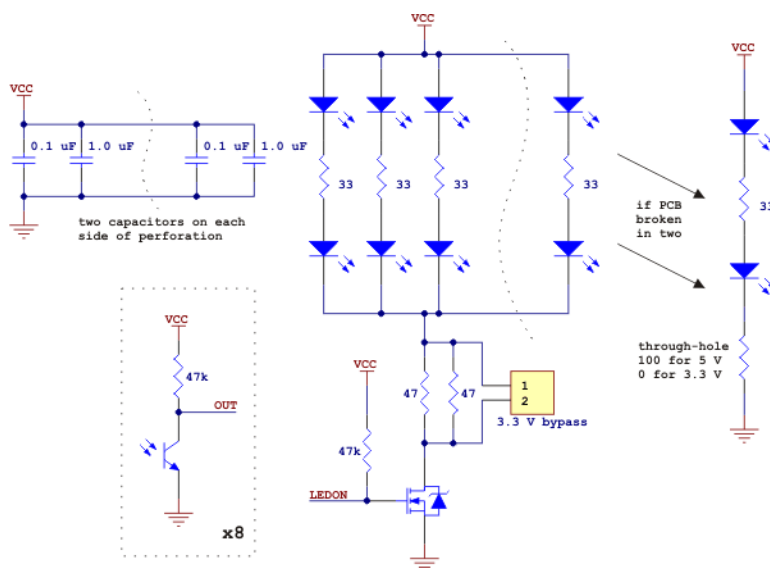 VCC
VCC
VCC
0.1 uF
1.0 uF
0.1 uF
1.0 uF
33
33
33
33
33
two capacitors on each
side of perforation
if PCB
broken
in two
VCC
47k
OUT
x8
VCC
47k
LEDON
47
47
1
2
3.3 V bypass
through-hole
100 for 5 V
0 for 3.3 V